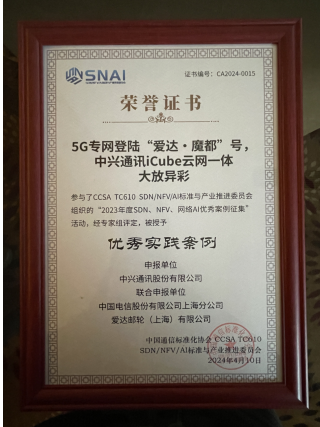 SNAI
证书编号：CA2024-0015
荣誉证书
5G专网登陆“爱达·魔都”号，
中兴通讯iCube云网一体
大放异彩
参与了CCSA TC610 SDN/NFV/AI标准与产业推进委员会
组织的“2023年度SDN、NFV、网络AI优秀案例征集”
活动，经专家组评定，被授予
优秀实践案例
申报单位
中兴通讯股份有限公司
联合申报单位
中国电信股份有限公司上海分公司
爱达邮轮（上海）有限公司
中国通信标准化协会 CCSA TC610
SDN/NFV/AI标准与产业推进委员会
2024年4月10日